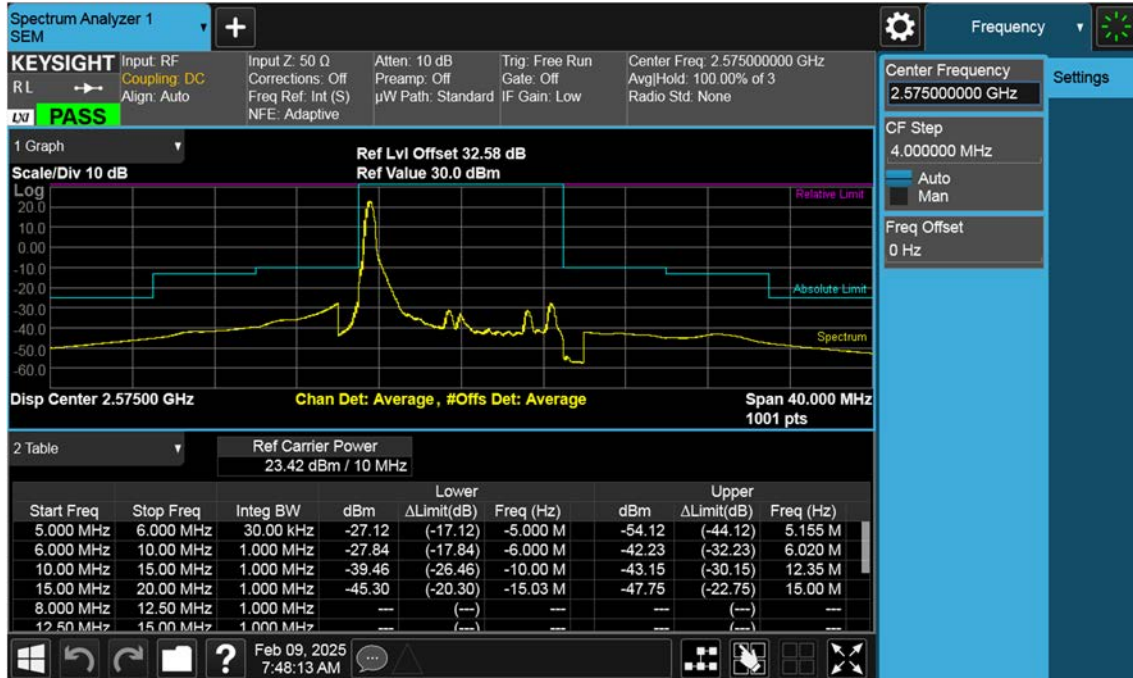 Spectrum Analyzer 1
SEM
Frequency
KEYSIGHT
R L
LXI
PASS
Input: RF
Coupling: DC
Align: Auto
Input Z: 50 Ω
Corrections: Off
Freq Ref: Int (S)
NFE: Adaptive
Atten: 10 dB
Preamp: Off
µW Path: Standard
Trig: Free Run
Gate: Off
IF Gain: Low
Center Freq: 2.575000000 GHz
Avg|Hold: 100.00% of 3
Radio Std: None
Center Frequency
2.575000000 GHz
Settings
CF Step
4.000000 MHz
Auto
Man
Freq Offset
0 Hz
1 Graph
Scale/Div 10 dB
Ref Lvl Offset 32.58 dB
Ref Value 30.0 dBm
Log
20.0
10.0
0.00
-10.0
-20.0
-30.0
-40.0
-50.0
-60.0
Relative Limit
Absolute Limit
Spectrum
Disp Center 2.57500 GHz
Chan Det: Average, #Offs Det: Average
Span 40.000 MHz
1001 pts
2 Table
Ref Carrier Power
23.42 dBm / 10 MHz
Lower Upper
Start Freq Stop Freq Integ BW dBm ΔLimit(dB) Freq (Hz) dBm ΔLimit(dB) Freq (Hz)
5.000 MHz 6.000 MHz 30.00 kHz -27.12 (-17.12) -5.000 M -54.12 (-44.12) 5.155 M
6.000 MHz 10.00 MHz 1.000 MHz -27.84 (-17.84) -6.000 M -42.23 (-32.23) 6.020 M
10.00 MHz 15.00 MHz 1.000 MHz -39.46 (-26.46) -10.00 M -43.15 (-30.15) 12.35 M
15.00 MHz 20.00 MHz 1.000 MHz -45.30 (-20.30) -15.03 M -47.75 (-22.75) 15.00 M
8.000 MHz 12.50 MHz 1.000 MHz --- (---) --- --- (---) ---
12.50 MHz 15.00 MHz 1.000 MHz --- (---) --- --- (---) ---
?
Feb 09, 2025
7:48:13 AM